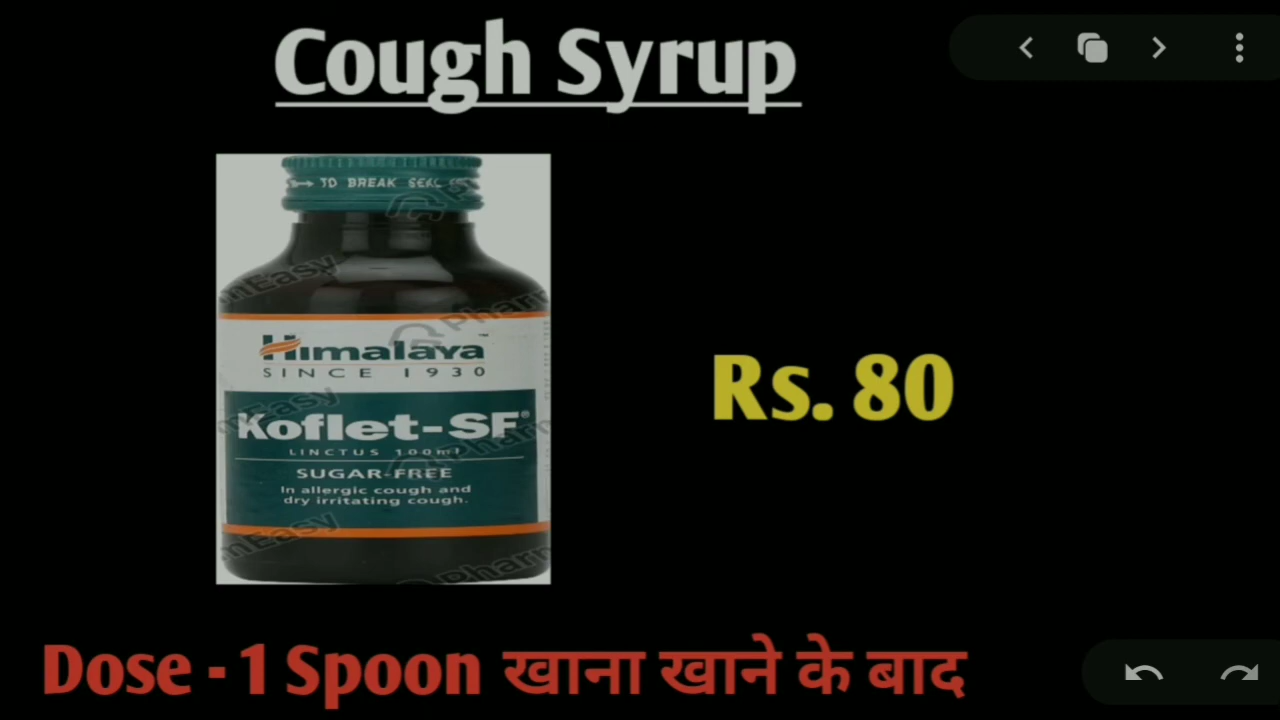 Cough Syrup
TO BREAK SEAL
Himalaya™
SINCE 1930
Koflet-SF®
LINCTUS 100ml
SUGAR-FREE
In allergic cough and
dry irritating cough.
Rs. 80
Dose - 1 Spoon खाना खाने के बाद